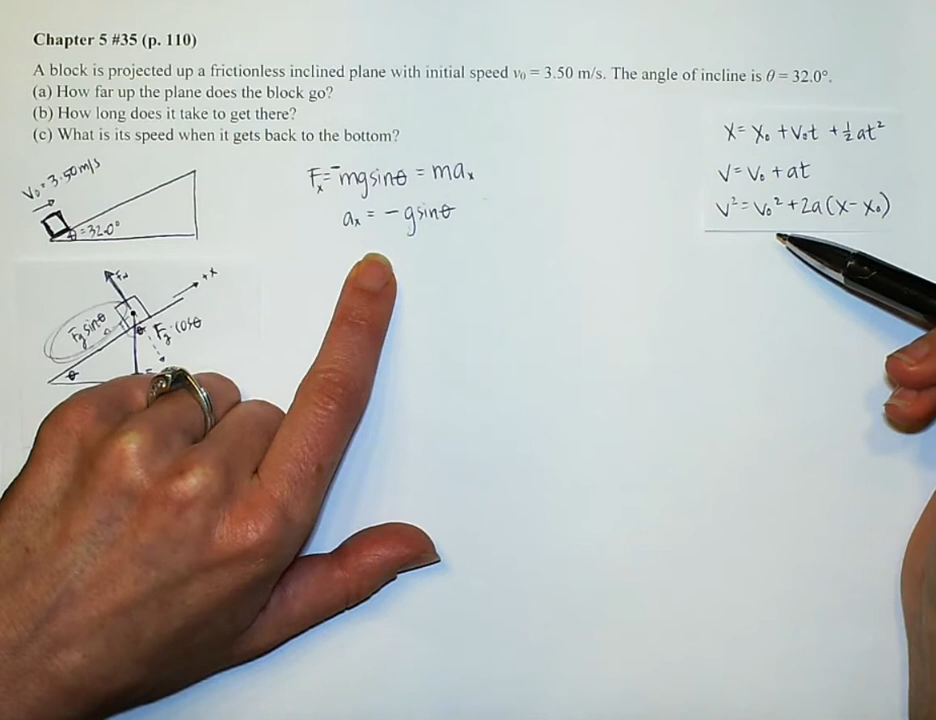 Chapter 5 #35 (p. 110)
A block is projected up a frictionless inclined plane with initial speed v₀ = 3.50 m/s. The angle of incline is θ = 32.0°.
(a) How far up the plane does the block go?
(b) How long does it take to get there?
(c) What is its speed when it gets back to the bottom?
V₀ = 3.50 m/s
θ = 32.0°
Fₓ = -mg sinθ = maₓ
aₓ = -g sinθ
x = x₀ + v₀t + ½at²
v = v₀ + at
v² = v₀² + 2a(x - x₀)
+x
Fg sinθ
θ
Fg cosθ
θ